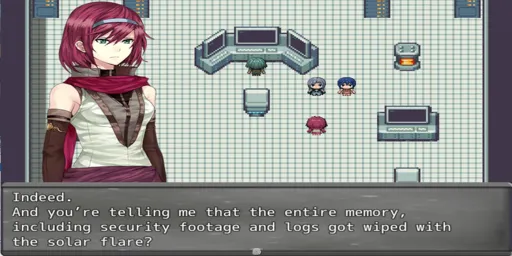 Indeed.
And you're telling me that the entire memory,
including security footage and logs got wiped with
the solar flare?